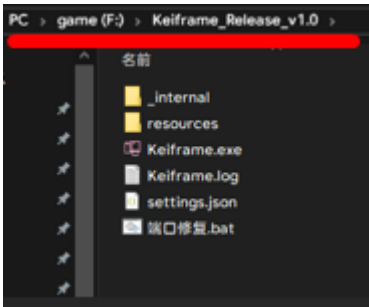 PC › game (F:) › Keiframe_Release_v1.0 ›
名前
_internal
resources
Keiframe.exe
Keiframe.log
settings.json
端口修复.bat